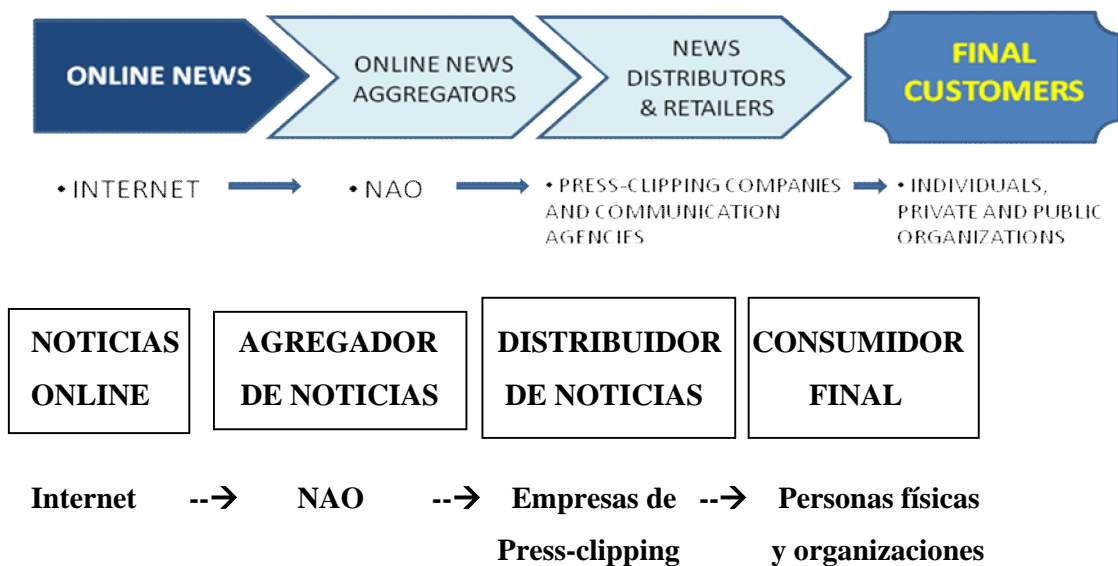 ONLINE NEWS
ONLINE NEWS
AGGREGATORS
NEWS
DISTRIBUTORS
& RETAILERS
FINAL
CUSTOMERS
• INTERNET
• NAO
• PRESS-CLIPPING COMPANIES
AND COMMUNICATION
AGENCIES
• INDIVIDUALS,
PRIVATE AND PUBLIC
ORGANIZATIONS
NOTICIAS
ONLINE
AGREGADOR
DE NOTICIAS
DISTRIBUIDOR
DE NOTICIAS
CONSUMIDOR
FINAL
Internet --→ NAO --→ Empresas de --→ Personas físicas
Press-clipping y organizaciones